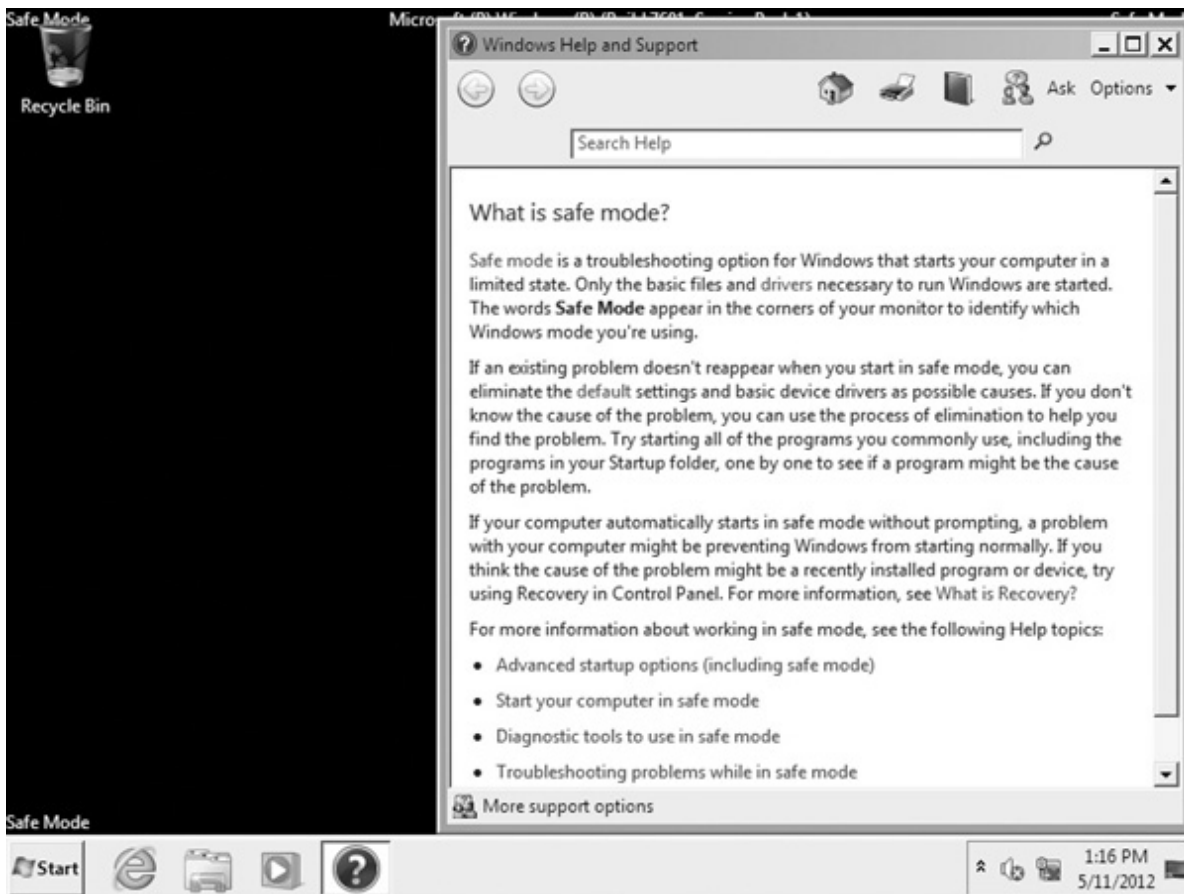 Safe Mode
Recycle Bin
Windows Help and Support
Ask Options
Search Help
What is safe mode?
Safe mode is a troubleshooting option for Windows that starts your computer in a
limited state. Only the basic files and drivers necessary to run Windows are started.
The words Safe Mode appear in the corners of your monitor to identify which
Windows mode you're using.
If an existing problem doesn't reappear when you start in safe mode, you can
eliminate the default settings and basic device drivers as possible causes. If you don't
know the cause of the problem, you can use the process of elimination to help you
find the problem. Try starting all of the programs you commonly use, including the
programs in your Startup folder, one by one to see if a program might be the cause
of the problem.
If your computer automatically starts in safe mode without prompting, a problem
with your computer might be preventing Windows from starting normally. If you
think the cause of the problem might be a recently installed program or device, try
using Recovery in Control Panel. For more information, see What is Recovery?
For more information about working in safe mode, see the following Help topics:
• Advanced startup options (including safe mode)
• Start your computer in safe mode
• Diagnostic tools to use in safe mode
• Troubleshooting problems while in safe mode
More support options
Safe Mode
Start
1:16 PM
5/11/2012